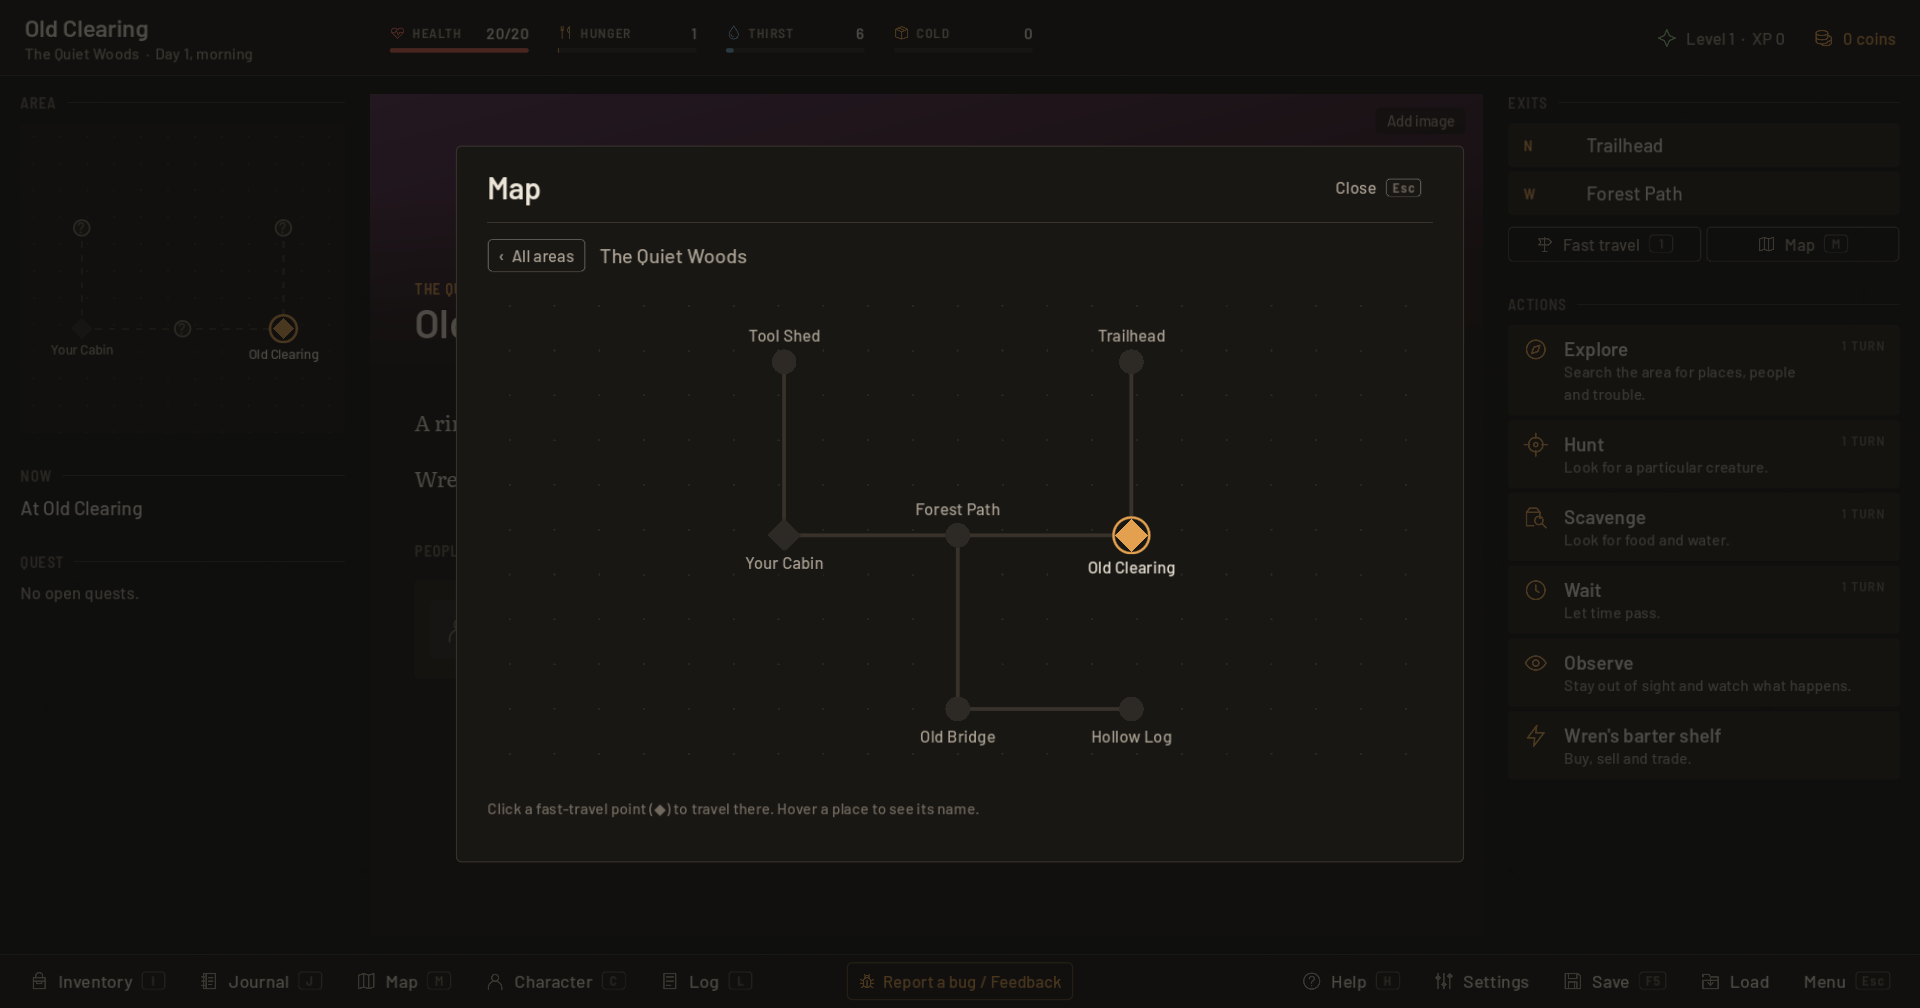 Old Clearing
The Quiet Woods · Day 1, morning
HEALTH 20/20
HUNGER 1
THIRST 6
COLD 0
Level 1 · XP 0
0 coins
AREA
?
?
?
Your Cabin
Old Clearing
NOW
At Old Clearing
QUEST
No open quests.
Add image
THE QU
Old
A rin
Wre
PEOPL
Map
Close Esc
‹ All areas
The Quiet Woods
Tool Shed
Trailhead
Forest Path
Your Cabin
Old Clearing
Old Bridge
Hollow Log
Click a fast-travel point (◆) to travel there. Hover a place to see its name.
EXITS
N Trailhead
W Forest Path
Fast travel 1
Map M
ACTIONS
Explore 1 TURN
Search the area for places, people
and trouble.
Hunt 1 TURN
Look for a particular creature.
Scavenge 1 TURN
Look for food and water.
Wait 1 TURN
Let time pass.
Observe
Stay out of sight and watch what happens.
Wren's barter shelf
Buy, sell and trade.
Inventory I
Journal J
Map M
Character C
Log L
Report a bug / Feedback
Help H
Settings
Save F5
Load
Menu Esc